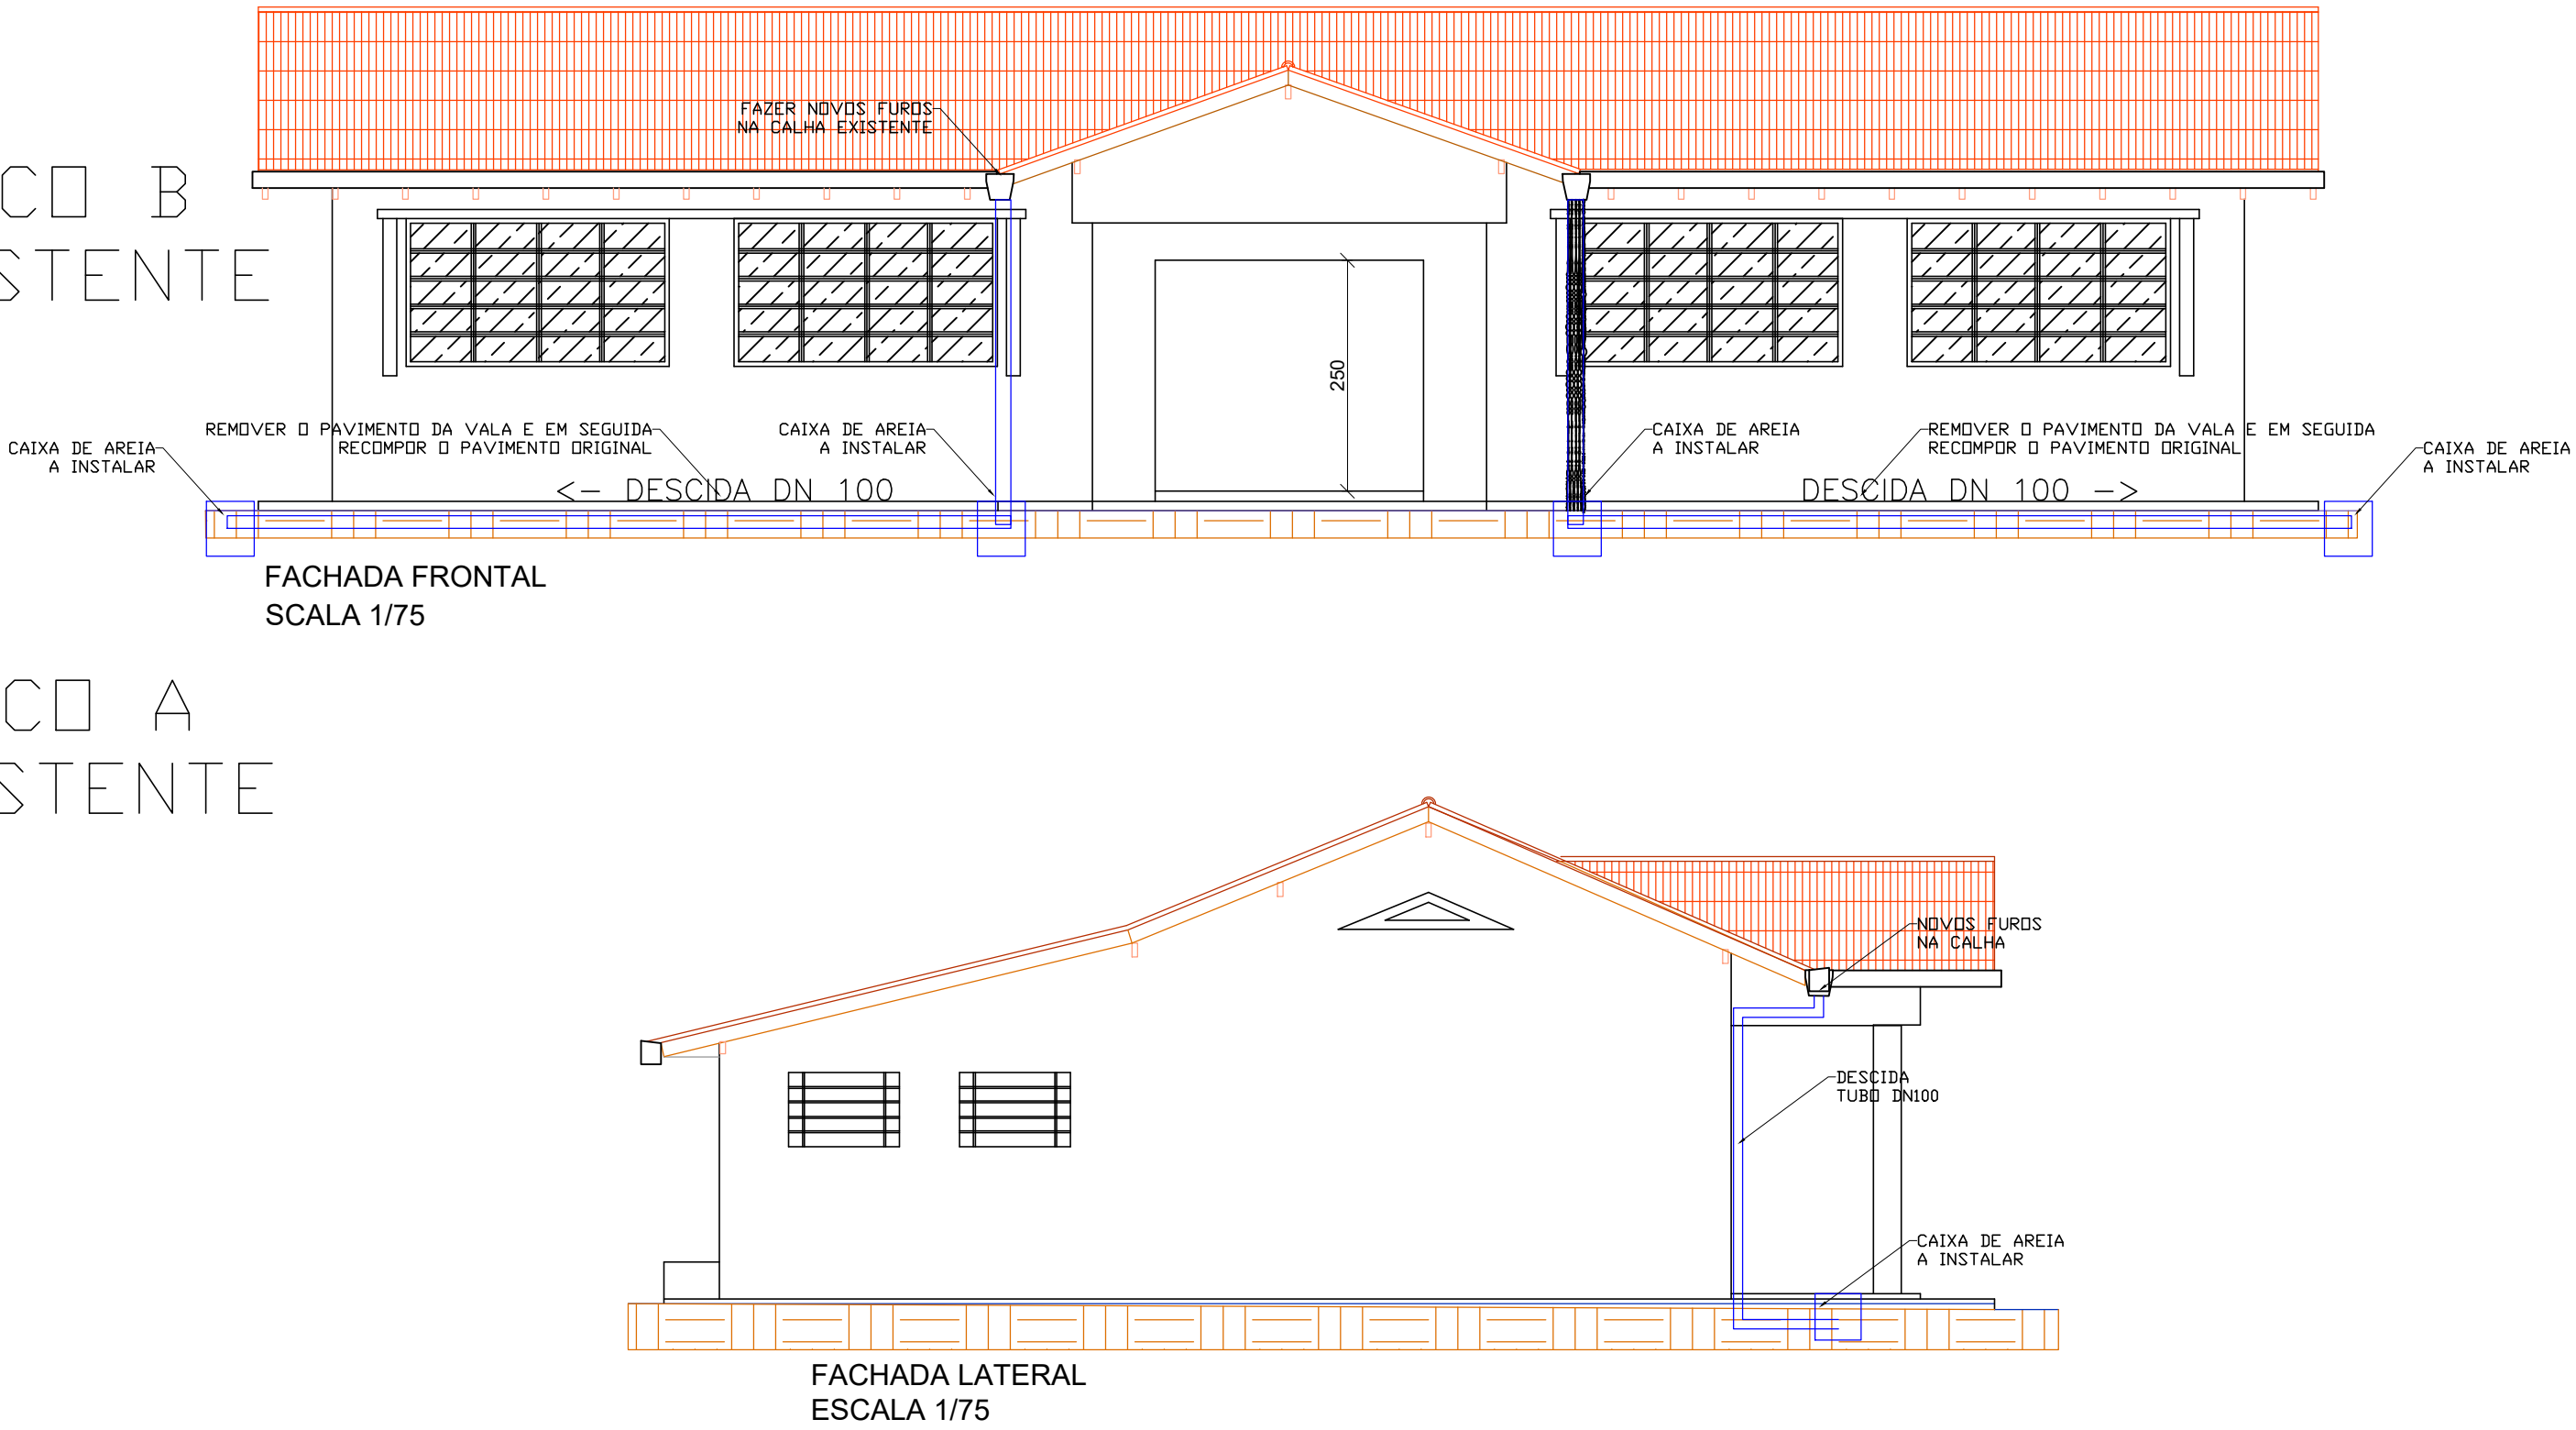 FAZER NOVOS FUROS
NA CALHA EXISTENTE
CO B
STENTE
250
REMOVER O PAVIMENTO DA VALA E EM SEGUIDA
RECOMPOR O PAVIMENTO ORIGINAL
CAIXA DE AREIA
A INSTALAR
CAIXA DE AREIA
A INSTALAR
CAIXA DE AREIA
A INSTALAR
REMOVER O PAVIMENTO DA VALA E EM SEGUIDA
RECOMPOR O PAVIMENTO ORIGINAL
CAIXA DE AREIA
A INSTALAR
<- DESCIDA DN 100
DESCIDA DN 100 ->
FACHADA FRONTAL
SCALA 1/75
CO A
STENTE
NOVOS FUROS
NA CALHA
DESCIDA
TUBO DN100
CAIXA DE AREIA
A INSTALAR
FACHADA LATERAL
ESCALA 1/75